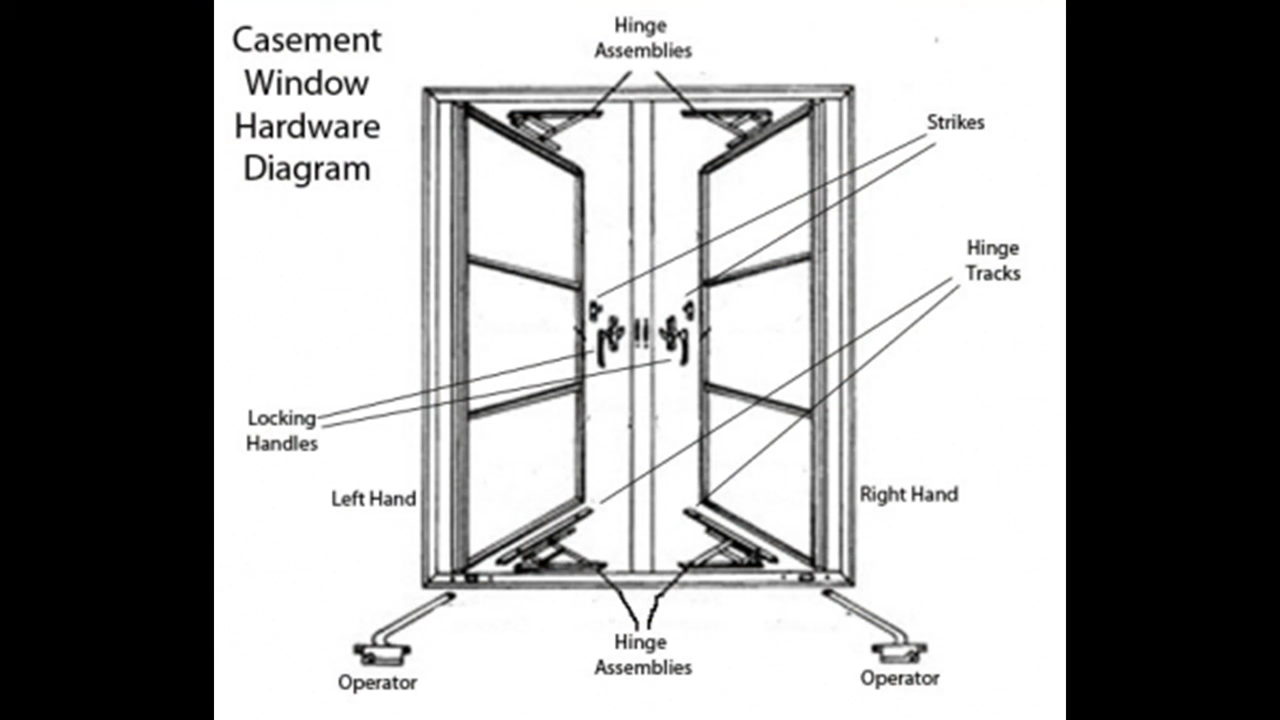 Casement
Window
Hardware
Diagram
Hinge
Assemblies
Strikes
Hinge
Tracks
Locking
Handles
Left Hand
Right Hand
Hinge
Assemblies
Operator
Operator